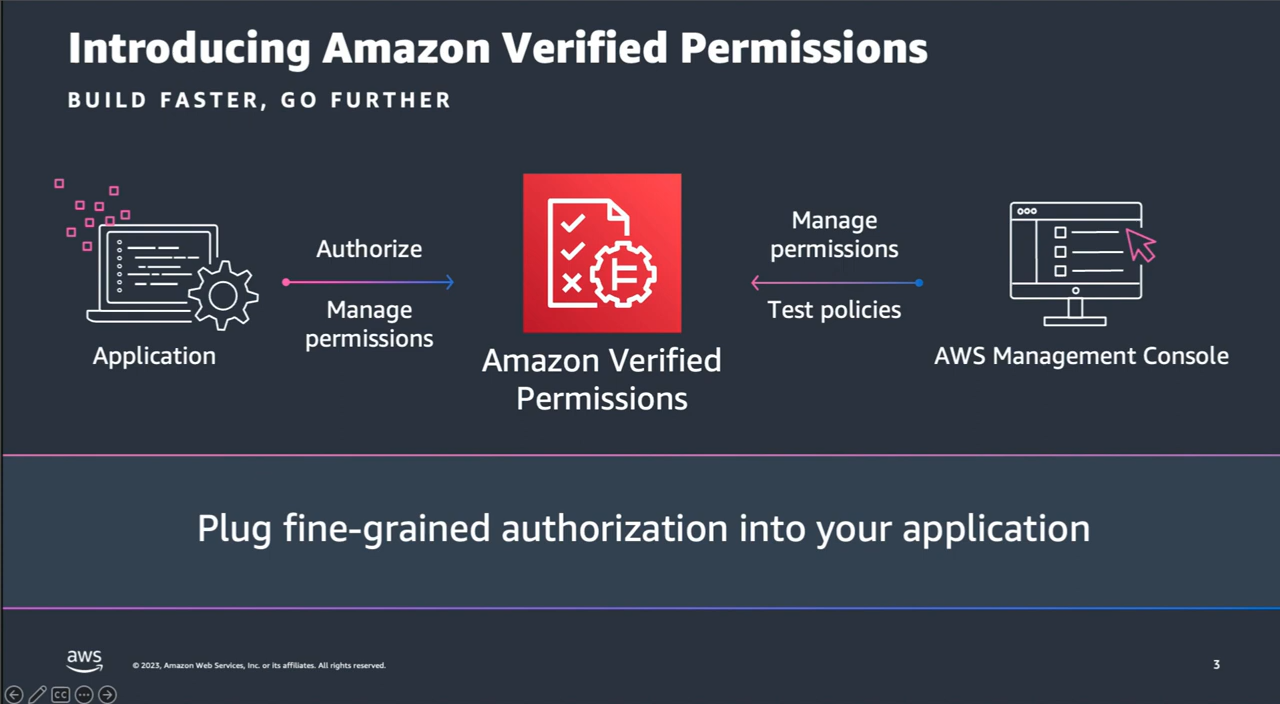 Introducing Amazon Verified Permissions
BUILD FASTER, GO FURTHER
Authorize
Manage
permissions
Application
Amazon Verified
Permissions
Manage
permissions
Test policies
AWS Management Console
Plug fine-grained authorization into your application
aws
© 2023, Amazon Web Services, Inc. or its affiliates. All rights reserved.
3
CC